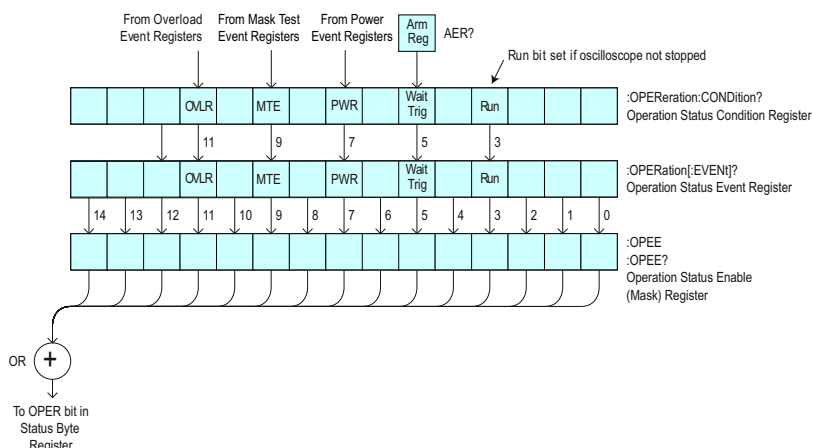 From Overload
Event Registers
From Mask Test
Event Registers
From Power
Event Registers
Arm
Reg
AER?
Run bit set if oscilloscope not stopped
OVLR
MTE
PWR
Wait
Trig
Run
:OPERegister:CONDition?
Operation Status Condition Register
11
9
7
5
3
OVLR
MTE
PWR
Wait
Trig
Run
:OPERation[:EVENt]?
Operation Status Event Register
14
13
12
11
10
9
8
7
6
5
4
3
2
1
0
:OPEE
:OPEE?
Operation Status Enable
(Mask) Register
OR
+
To OPER bit in
Status Byte
Register